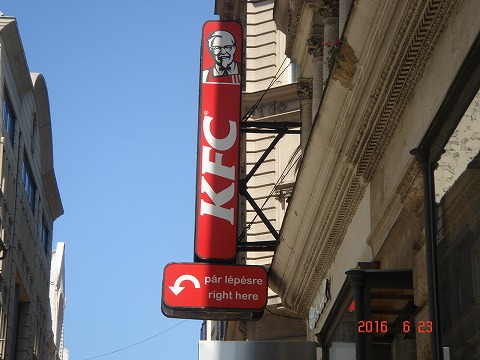 KFC®
pár lépésre
right here
2016 6 23